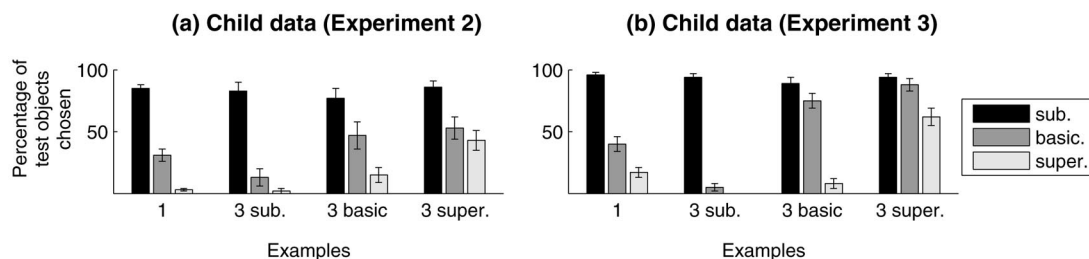 (a) Child data (Experiment 2)
(b) Child data (Experiment 3)
Percentage of
test objects
chosen
100
50
1
3 sub.
3 basic
3 super.
Examples
100
50
1
3 sub.
3 basic
3 super.
Examples
sub.
basic.
super.